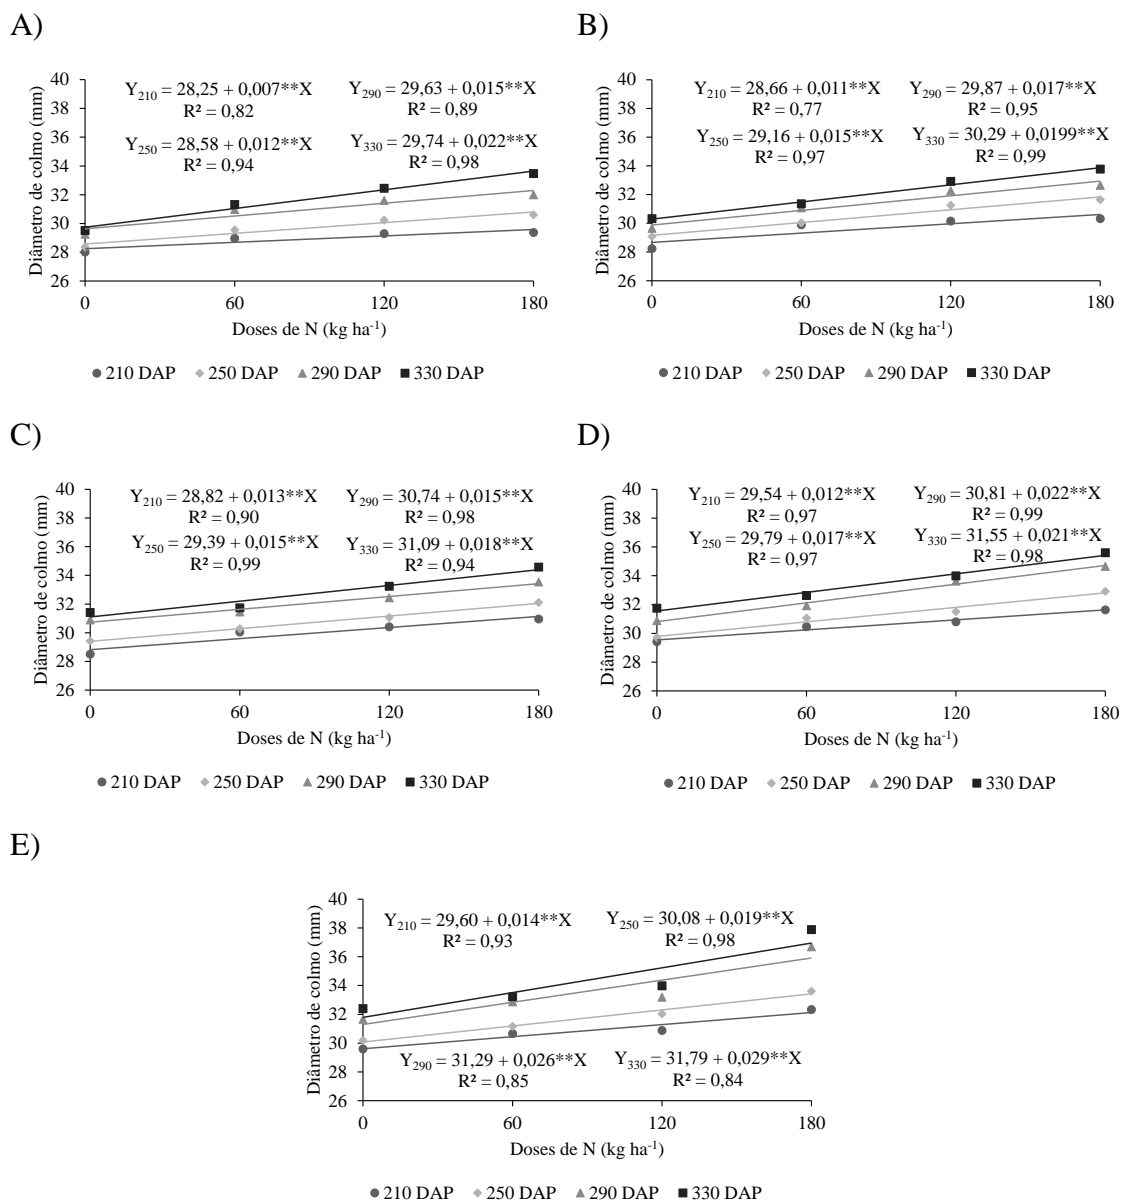 A)
Diâmetro de colmo (mm)
40
38
36
34
32
30
28
26
Y210 = 28,25 + 0,007**X
R² = 0,82
Y290 = 29,63 + 0,015**X
R² = 0,89
Y250 = 28,58 + 0,012**X
R² = 0,94
Y330 = 29,74 + 0,022**X
R² = 0,98
0 60 120 180
Doses de N (kg ha-1)
210 DAP 250 DAP 290 DAP 330 DAP
B)
Diâmetro de colmo (mm)
40
38
36
34
32
30
28
26
Y210 = 28,66 + 0,011**X
R² = 0,77
Y290 = 29,87 + 0,017**X
R² = 0,95
Y250 = 29,16 + 0,015**X
R² = 0,97
Y330 = 30,29 + 0,0199**X
R² = 0,99
0 60 120 180
Doses de N (kg ha-1)
210 DAP 250 DAP 290 DAP 330 DAP
C)
Diâmetro de colmo (mm)
40
38
36
34
32
30
28
26
Y210 = 28,82 + 0,013**X
R² = 0,90
Y290 = 30,74 + 0,015**X
R² = 0,98
Y250 = 29,39 + 0,015**X
R² = 0,99
Y330 = 31,09 + 0,018**X
R² = 0,94
0 60 120 180
Doses de N (kg ha-1)
210 DAP 250 DAP 290 DAP 330 DAP
D)
Diâmetro de colmo (mm)
40
38
36
34
32
30
28
26
Y210 = 29,54 + 0,012**X
R² = 0,97
Y290 = 30,81 + 0,022**X
R² = 0,99
Y250 = 29,79 + 0,017**X
R² = 0,97
Y330 = 31,55 + 0,021**X
R² = 0,98
0 60 120 180
Doses de N (kg ha-1)
210 DAP 250 DAP 290 DAP 330 DAP
E)
Diâmetro de colmo (mm)
40
38
36
34
32
30
28
26
Y210 = 29,60 + 0,014**X
R² = 0,93
Y250 = 30,08 + 0,019**X
R² = 0,98
Y290 = 31,29 + 0,026**X
R² = 0,85
Y330 = 31,79 + 0,029**X
R² = 0,84
0 60 120 180
Doses de N (kg ha-1)
210 DAP 250 DAP 290 DAP 330 DAP